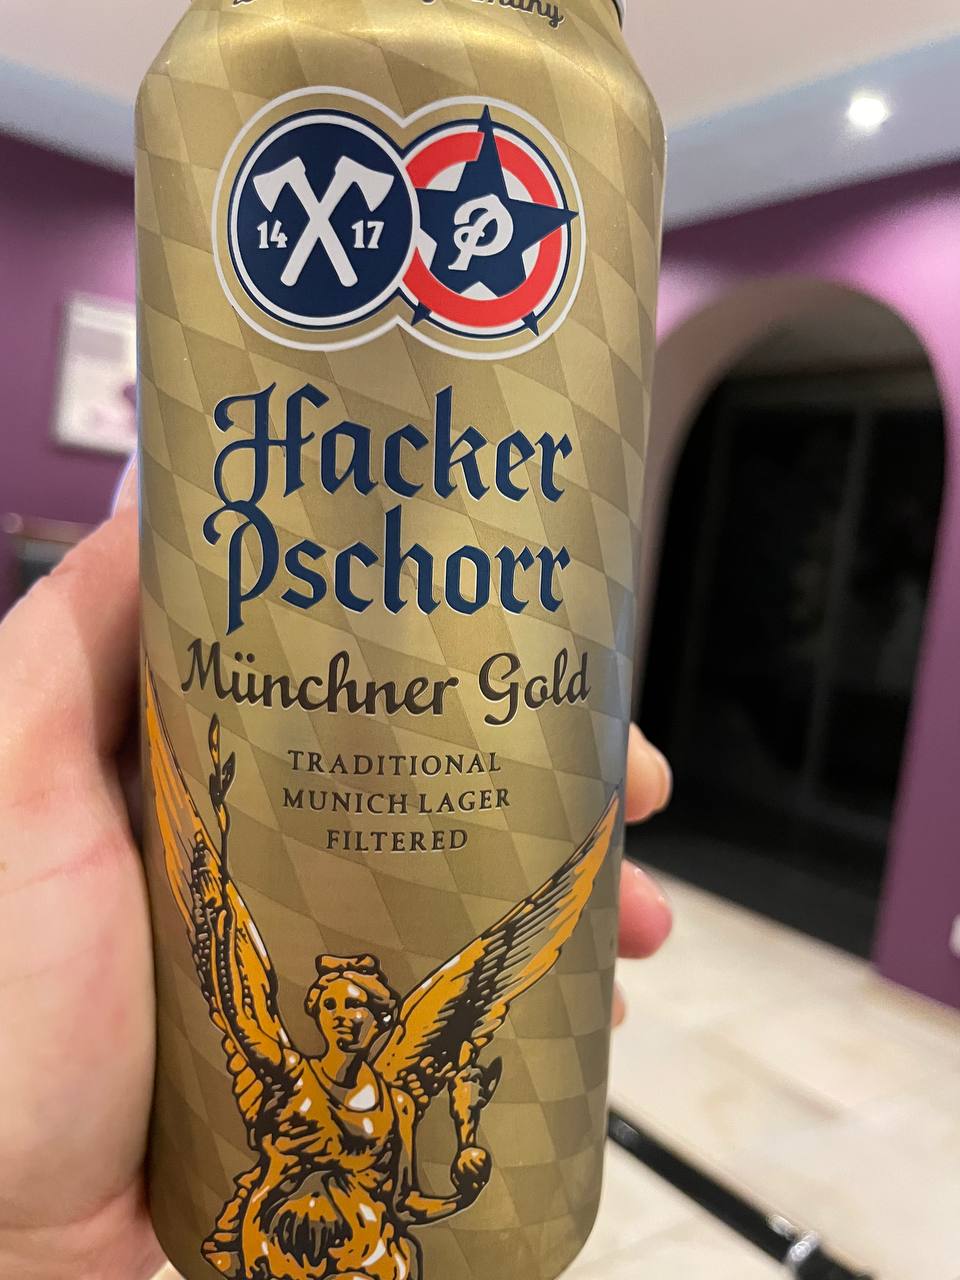 14 17
P
Hacker
Pschorr
Münchner Gold
TRADITIONAL
MUNICH LAGER
FILTERED